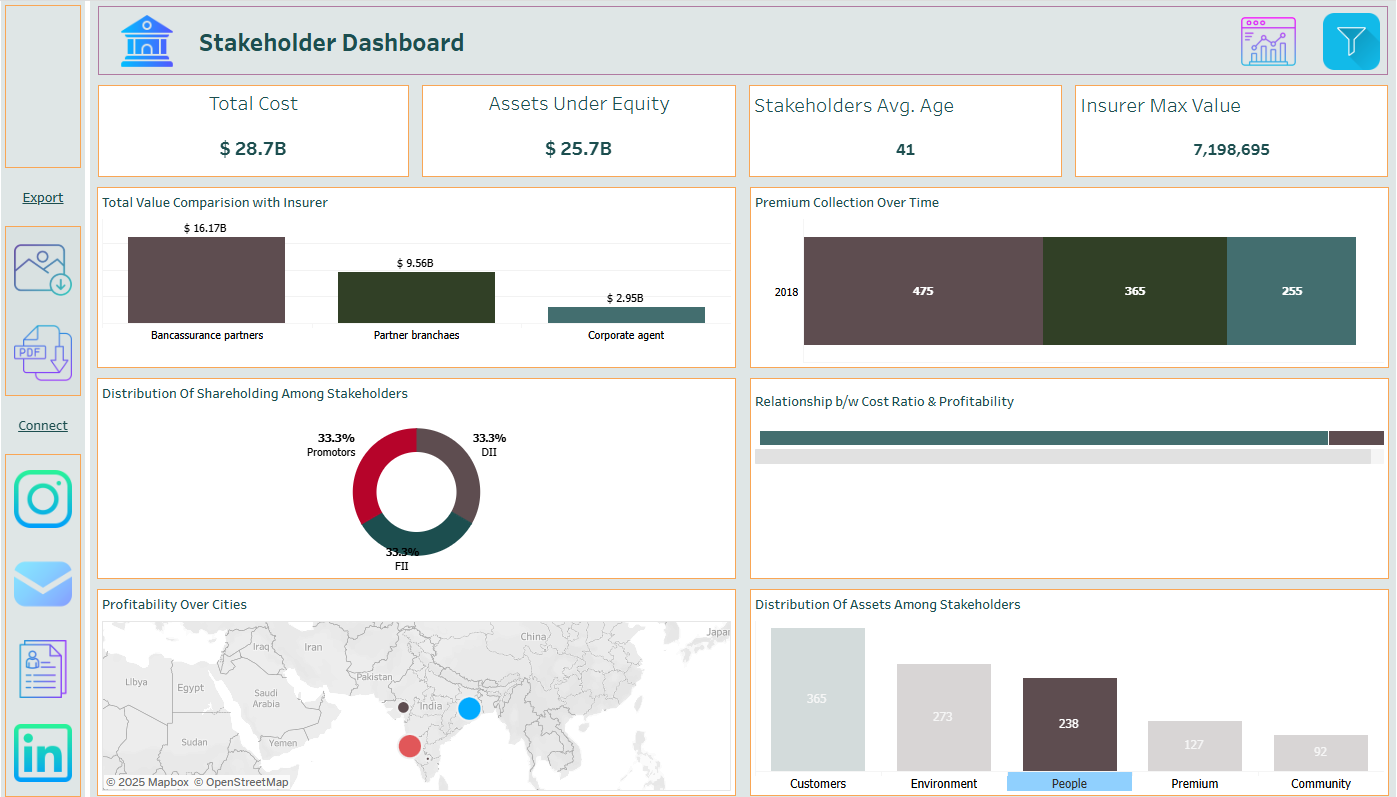 Stakeholder Dashboard
Total Cost
$ 28.7B
Assets Under Equity
$ 25.7B
Stakeholders Avg. Age
41
Insurer Max Value
7,198,695
Export
PDF
Connect
in
Total Value Comparision with Insurer
$ 16.17B
$ 9.56B
$ 2.95B
Bancassurance partners
Partner branchaes
Corporate agent
Premium Collection Over Time
2018
475
365
255
Distribution Of Shareholding Among Stakeholders
33.3%
Promotors
33.3%
DII
33.3%
FII
Relationship b/w Cost Ratio & Profitability
Profitability Over Cities
China
Japan
Iraq
Iran
Pakistan
Libya
Egypt
Saudi
Arabia
India
Sudan
Yemen
© 2025 Mapbox © OpenStreetMap
Distribution Of Assets Among Stakeholders
365
273
238
127
92
Customers
Environment
People
Premium
Community